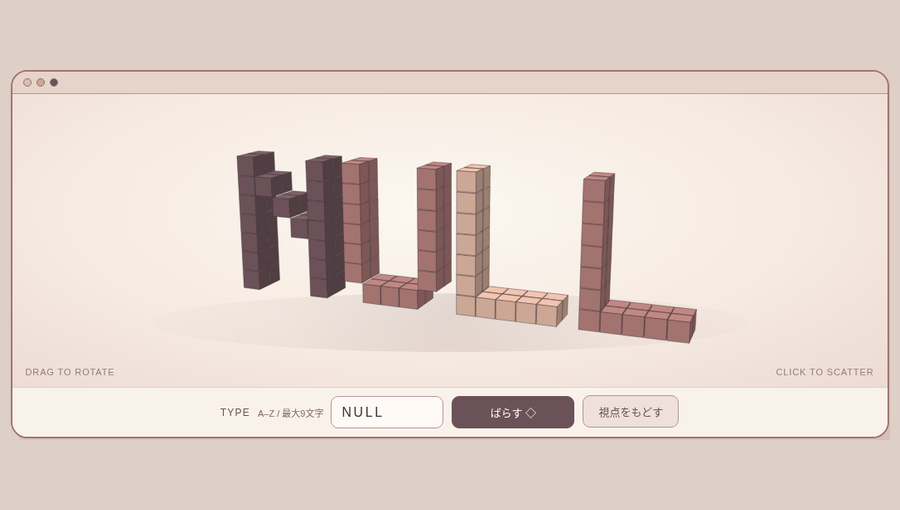 NULL
DRAG TO ROTATE
CLICK TO SCATTER
TYPE A–Z / 最大9文字 NULL ばらす ◇ 視点をもどす